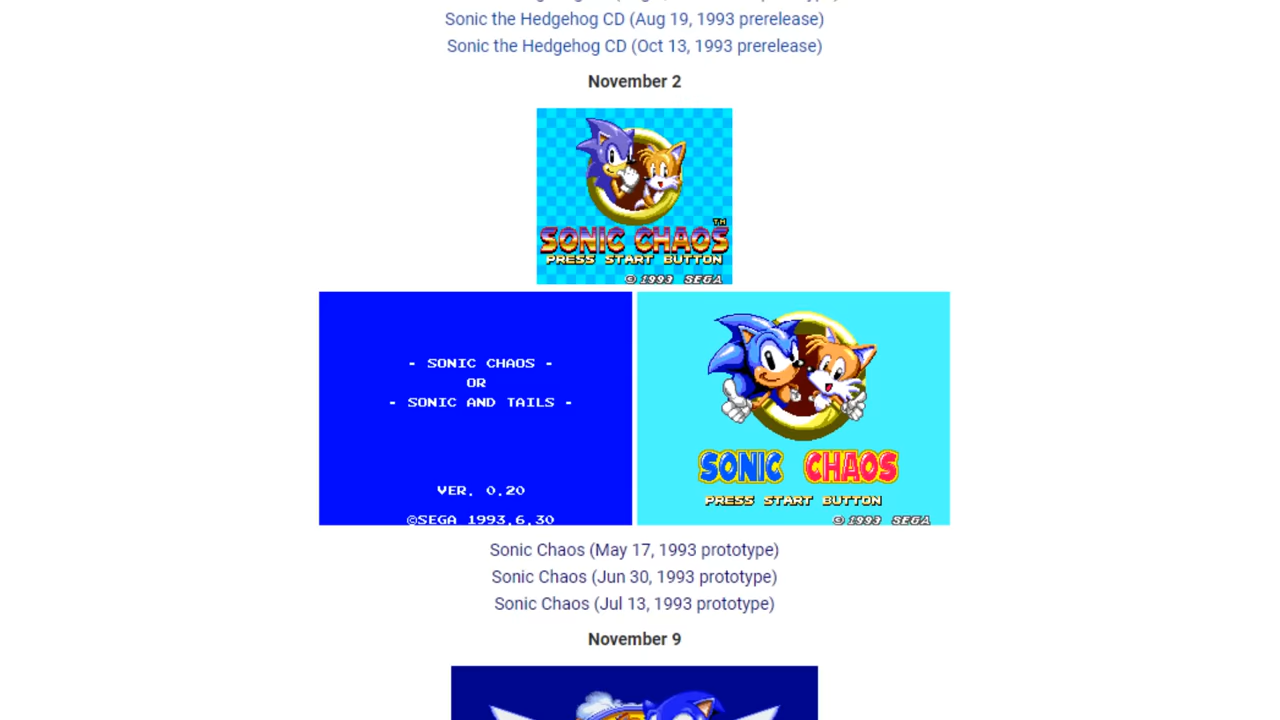 Sonic the Hedgehog CD (Aug 19, 1993 prerelease)
Sonic the Hedgehog CD (Oct 13, 1993 prerelease)
November 2
TM
SONIC CHAOS
PRESS START BUTTON
© 1993 SEGA
- SONIC CHAOS -
OR
- SONIC AND TAILS -
VER. 0.20
©SEGA 1993.6.30
SONIC CHAOS
PRESS START BUTTON
© 1993 SEGA
Sonic Chaos (May 17, 1993 prototype)
Sonic Chaos (Jun 30, 1993 prototype)
Sonic Chaos (Jul 13, 1993 prototype)
November 9